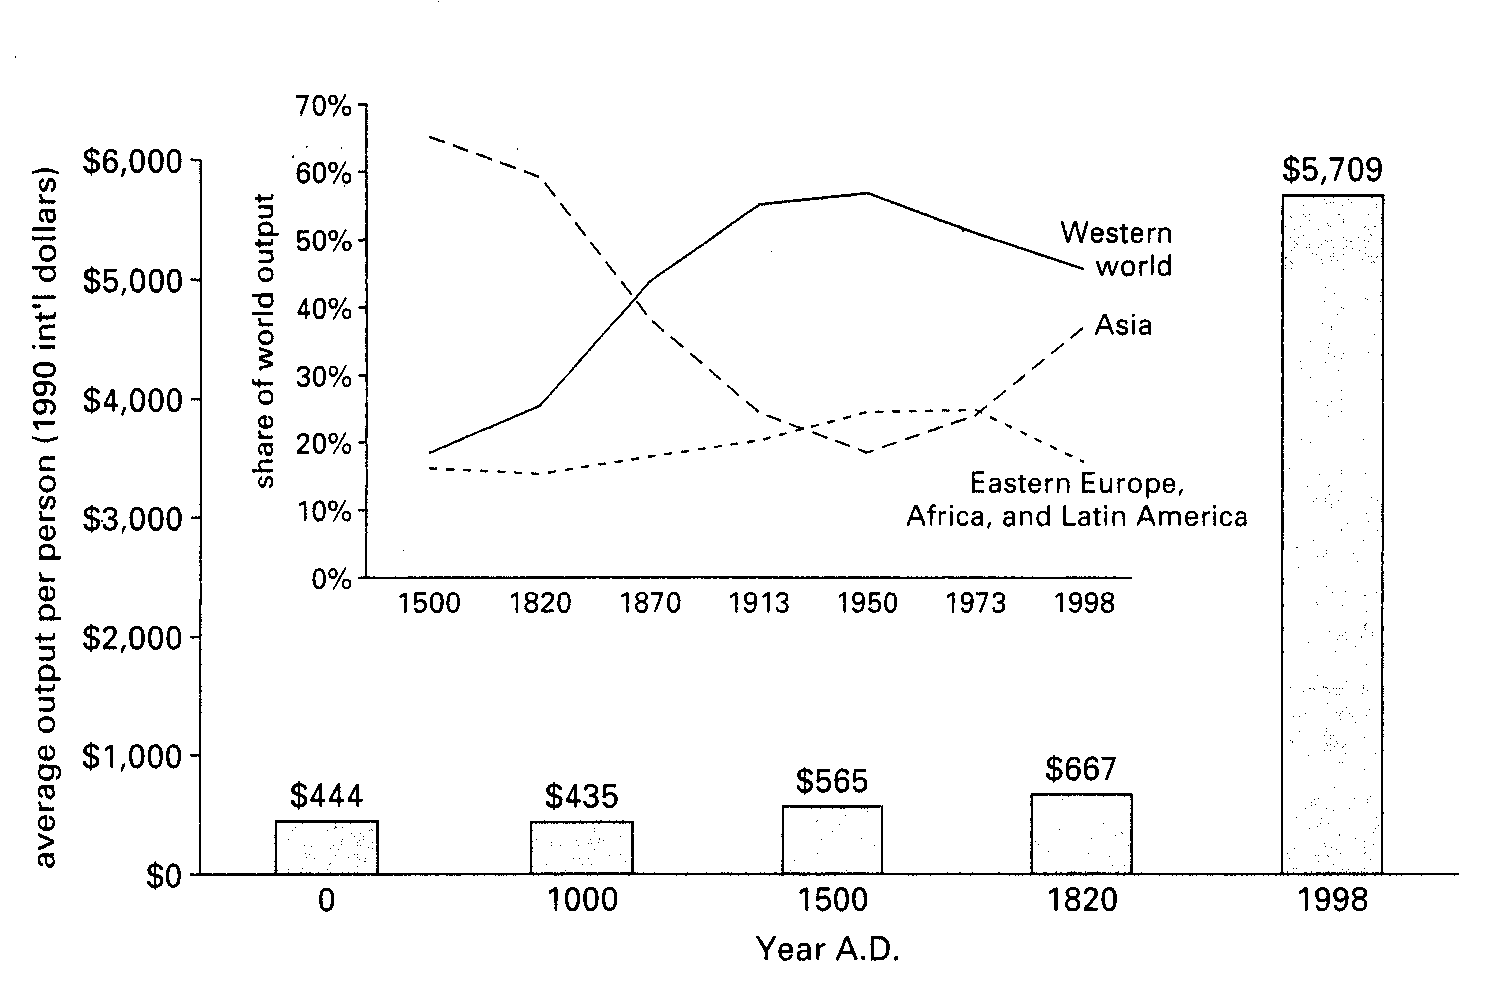 70%
60%
50%
40%
30%
20%
10%
0%
share of world output
1500 1820 1870 1913 1950 1973 1998
Western
world
Asia
Eastern Europe,
Africa, and Latin America
$6,000
$5,000
$4,000
$3,000
$2,000
$1,000
$0
average output per person (1990 int'l dollars)
$444
$435
$565
$667
$5,709
0 1000 1500 1820 1998
Year A.D.